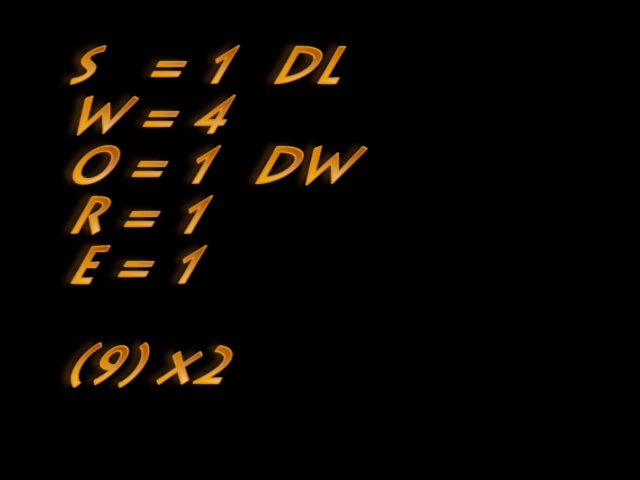 S = 1 DL
W = 4
O = 1 DW
R = 1
E = 1
(9) x2